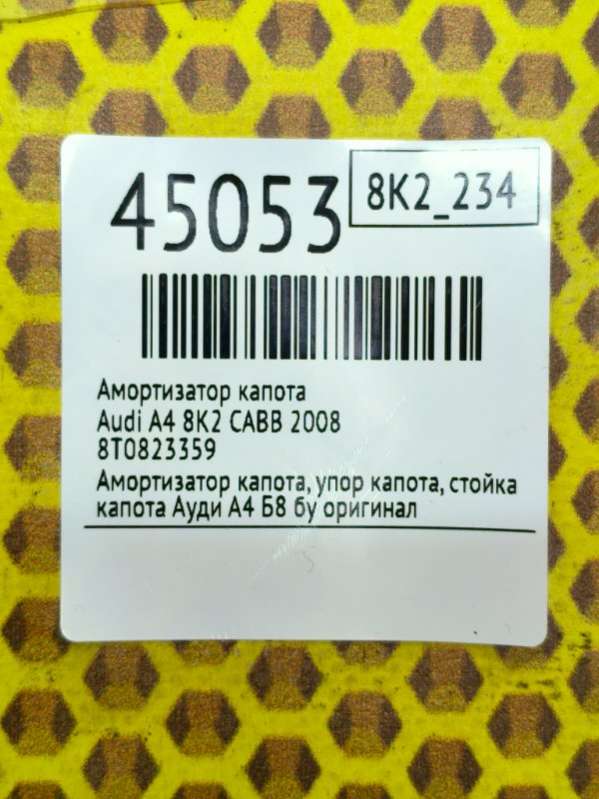 45053
8K2_234
Амортизатор капота
Audi A4 8K2 CABB 2008
8T0823359
Амортизатор капота, упор капота, стойка
капота Ауди А4 Б8 бу оригинал